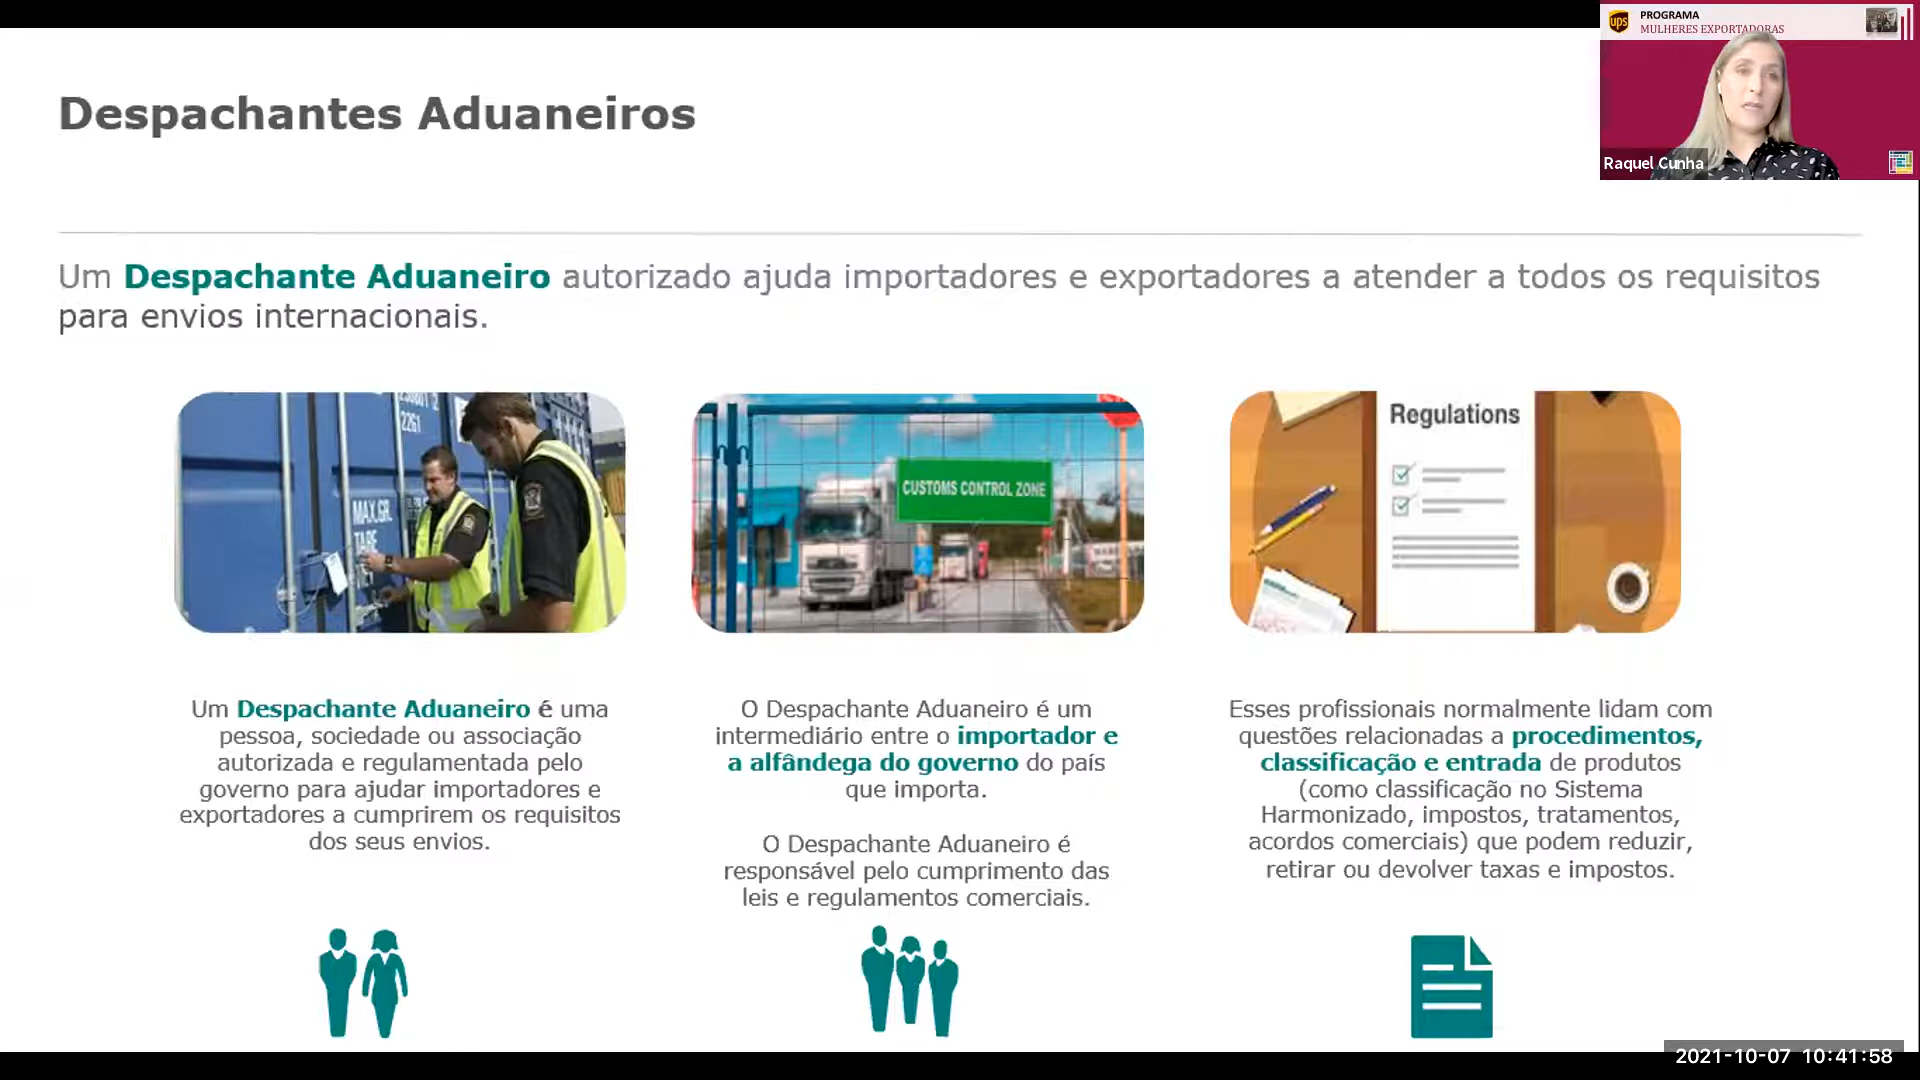 ups
PROGRAMA
MULHERES EXPORTADORAS
Raquel Cunha
Despachantes Aduaneiros
Um Despachante Aduaneiro autorizado ajuda importadores e exportadores a atender a todos os requisitos
para envios internacionais.
2261
MAX.GR.
TARE
CUSTOMS CONTROL ZONE
Regulations
Um Despachante Aduaneiro é uma
pessoa, sociedade ou associação
autorizada e regulamentada pelo
governo para ajudar importadores e
exportadores a cumprirem os requisitos
dos seus envios.
O Despachante Aduaneiro é um
intermediário entre o importador e
a alfândega do governo do país
que importa.
O Despachante Aduaneiro é
responsável pelo cumprimento das
leis e regulamentos comerciais.
Esses profissionais normalmente lidam com
questões relacionadas a procedimentos,
classificação e entrada de produtos
(como classificação no Sistema
Harmonizado, impostos, tratamentos,
acordos comerciais) que podem reduzir,
retirar ou devolver taxas e impostos.
2021-10-07 10:41:58